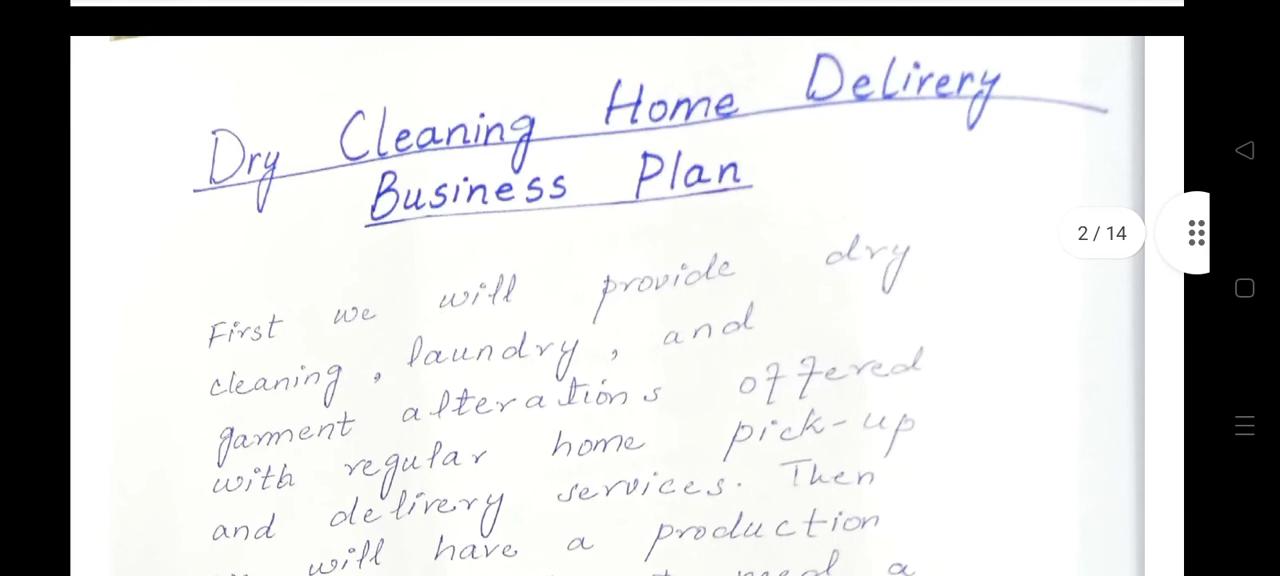 Dry Cleaning Home Delivery
Business Plan
First we will provide dry
cleaning, laundry, and
garment alterations offered
with regular home pick-up
and delivery services. Then
will have a production
a
2 / 14